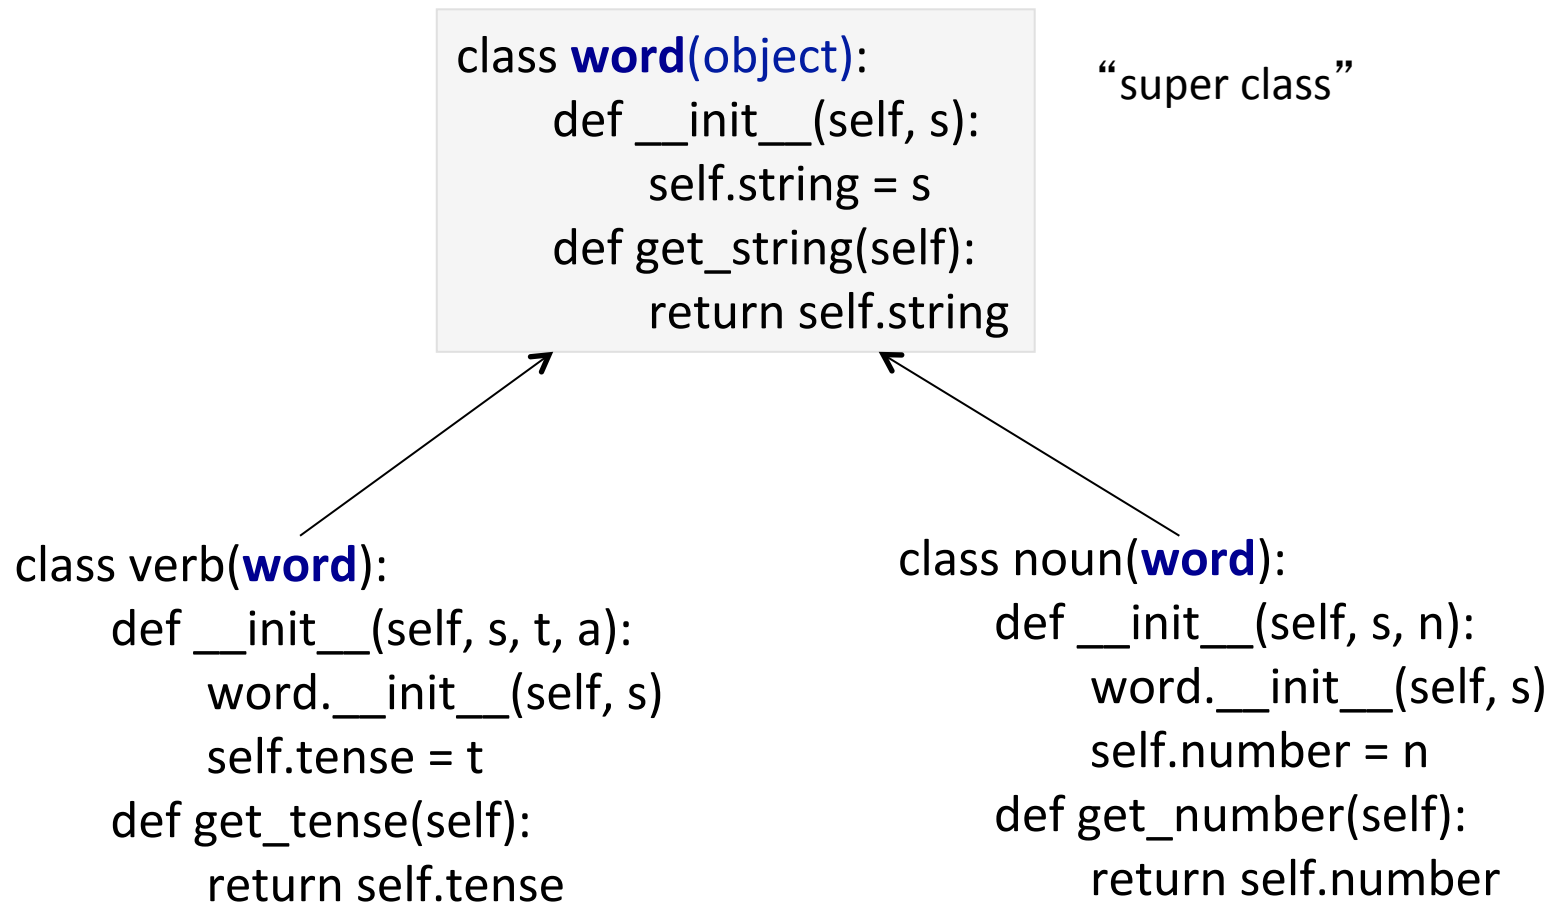 class word(object):
def __init__(self, s):
self.string = s
def get_string(self):
return self.string
“super class”
class verb(word):
def __init__(self, s, t, a):
word.__init__(self, s)
self.tense = t
def get_tense(self):
return self.tense
class noun(word):
def __init__(self, s, n):
word.__init__(self, s)
self.number = n
def get_number(self):
return self.number